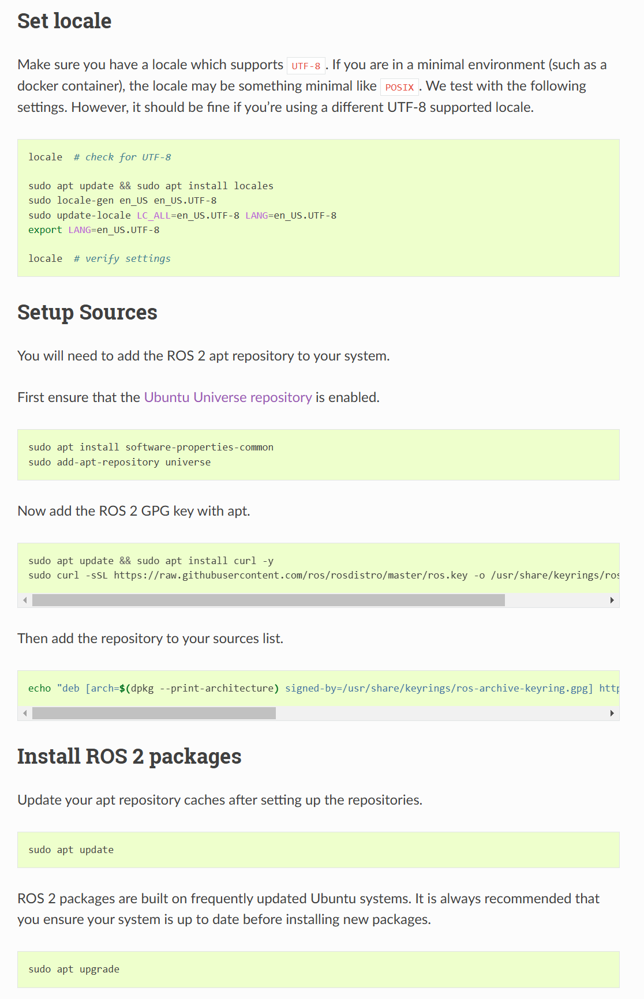 Set locale
Make sure you have a locale which supports UTF-8 . If you are in a minimal environment (such as a
docker container), the locale may be something minimal like POSIX . We test with the following
settings. However, it should be fine if you’re using a different UTF-8 supported locale.
locale  # check for UTF-8
sudo apt update && sudo apt install locales
sudo locale-gen en_US en_US.UTF-8
sudo update-locale LC_ALL=en_US.UTF-8 LANG=en_US.UTF-8
export LANG=en_US.UTF-8
locale  # verify settings
Setup Sources
You will need to add the ROS 2 apt repository to your system.
First ensure that the Ubuntu Universe repository is enabled.
sudo apt install software-properties-common
sudo add-apt-repository universe
Now add the ROS 2 GPG key with apt.
sudo apt update && sudo apt install curl -y
sudo curl -sSL https://raw.githubusercontent.com/ros/rosdistro/master/ros.key -o /usr/share/keyrings/ros
Then add the repository to your sources list.
echo "deb [arch=$(dpkg --print-architecture) signed-by=/usr/share/keyrings/ros-archive-keyring.gpg] http
Install ROS 2 packages
Update your apt repository caches after setting up the repositories.
sudo apt update
ROS 2 packages are built on frequently updated Ubuntu systems. It is always recommended that
you ensure your system is up to date before installing new packages.
sudo apt upgrade